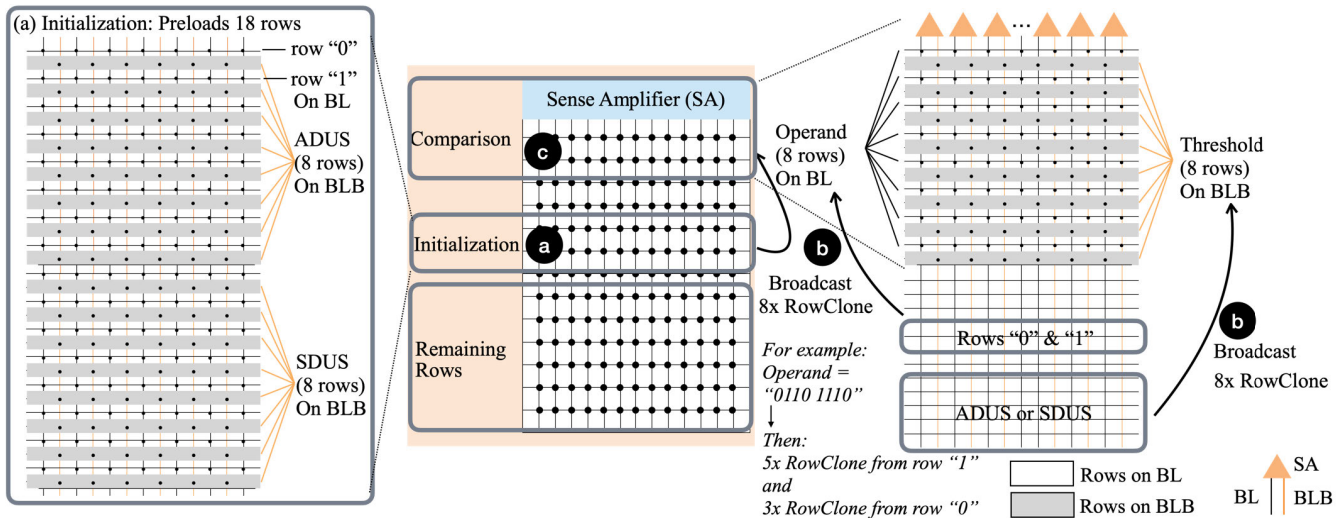 (a) Initialization: Preloads 18 rows
row “0”
row “1”
On BL
ADUS
(8 rows)
On BLB
SDUS
(8 rows)
On BLB
Sense Amplifier (SA)
Comparison
c
Initialization
a
Remaining
Rows
Operand
(8 rows)
On BL
b
Broadcast
8x RowClone
For example:
Operand =
“0110 1110”
Then:
5x RowClone from row “1”
and
3x RowClone from row “0”
...
Threshold
(8 rows)
On BLB
Rows “0” & “1”
ADUS or SDUS
b
Broadcast
8x RowClone
Rows on BL
Rows on BLB
SA
BL
BLB